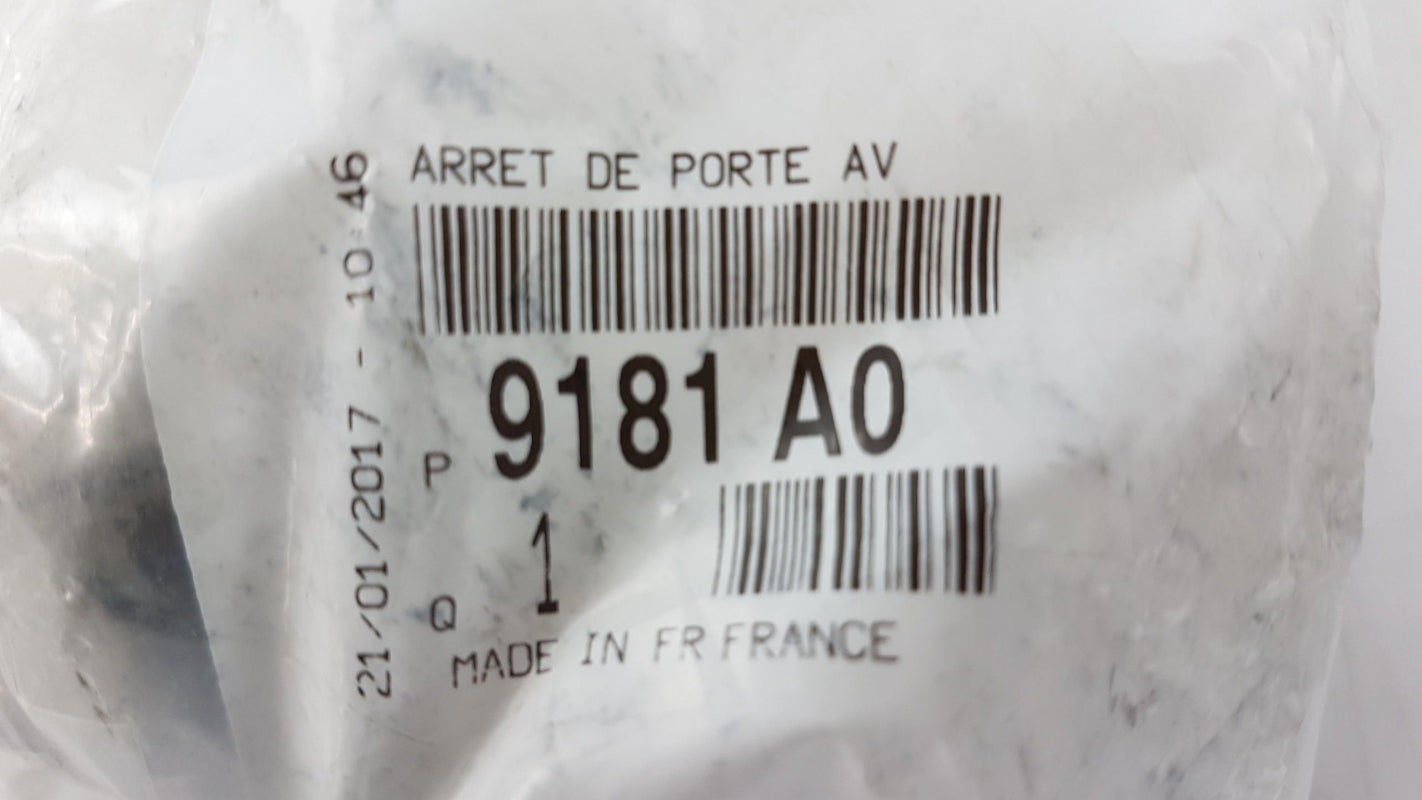 ARRET DE PORTE AV
P 9181 A0
Q 1
MADE IN FR FRANCE
21/01/2017 - 10:46